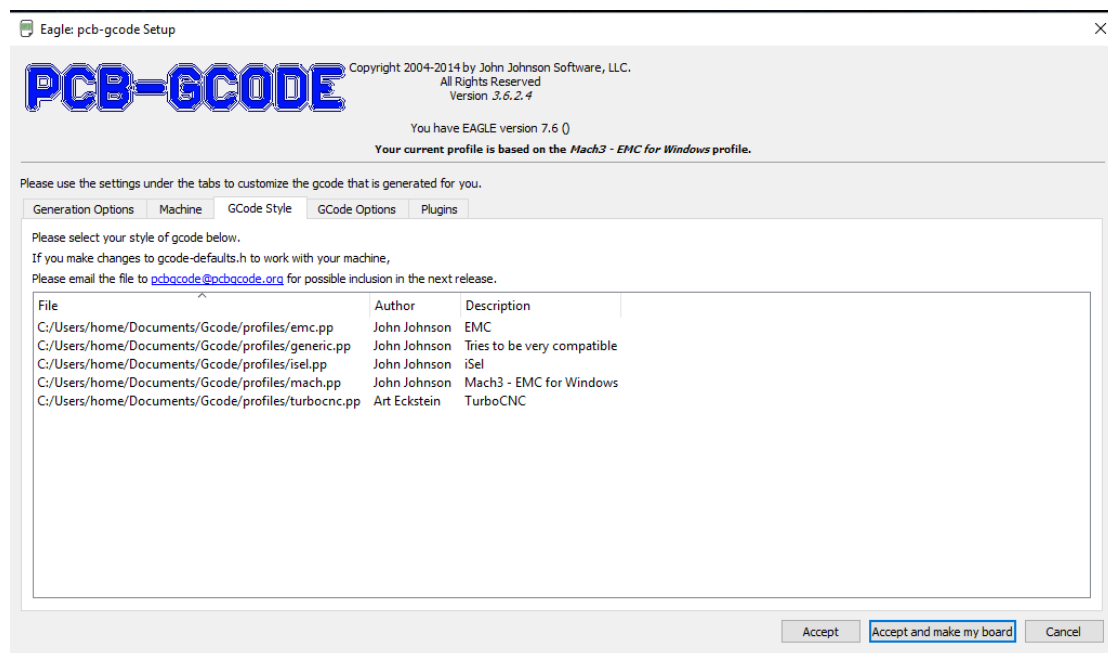 Eagle: pcb-gcode Setup
PCB-GCODE
Copyright 2004-2014 by John Johnson Software, LLC.
All Rights Reserved
Version 3.6.2.4
You have EAGLE version 7.6 ()
Your current profile is based on the Mach3 - EMC for Windows profile.
Please use the settings under the tabs to customize the gcode that is generated for you.
Generation Options Machine GCode Style GCode Options Plugins
Please select your style of gcode below.
If you make changes to gcode-defaults.h to work with your machine,
Please email the file to pcbgcode@pcbgcode.org for possible inclusion in the next release.
File Author Description
C:/Users/home/Documents/Gcode/profiles/emc.pp John Johnson EMC
C:/Users/home/Documents/Gcode/profiles/generic.pp John Johnson Tries to be very compatible
C:/Users/home/Documents/Gcode/profiles/isel.pp John Johnson iSel
C:/Users/home/Documents/Gcode/profiles/mach.pp John Johnson Mach3 - EMC for Windows
C:/Users/home/Documents/Gcode/profiles/turbocnc.pp Art Eckstein TurboCNC
Accept Accept and make my board Cancel